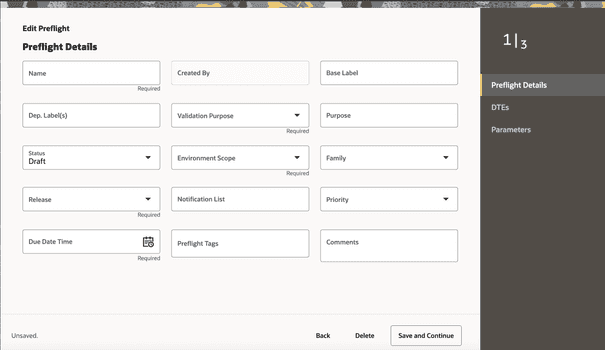 Edit Preflight
Preflight Details
Name
Created By
Base Label
Required
Dep. Label(s)
Validation Purpose
Purpose
Required
Status
Draft
Environment Scope
Family
Required
Release
Notification List
Priority
Required
Due Date Time
Preflight Tags
Comments
Required
Unsaved.
Back
Delete
Save and Continue
1|3
Preflight Details
DTEs
Parameters